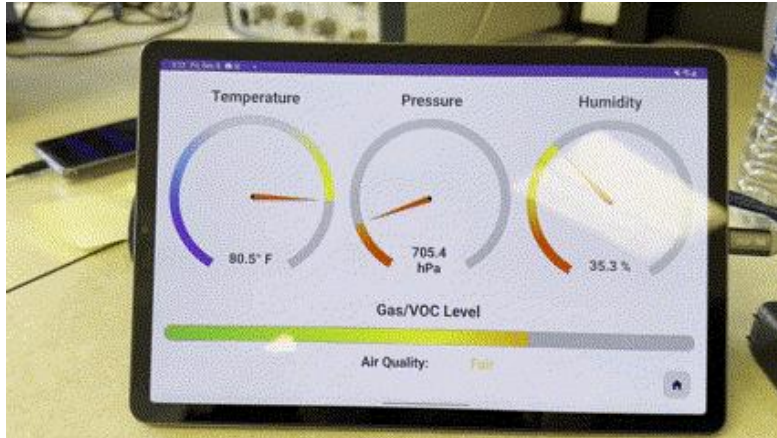 Temperature
Pressure
Humidity
80.5° F
705.4
hPa
35.3 %
Gas/VOC Level
Air Quality: Fair